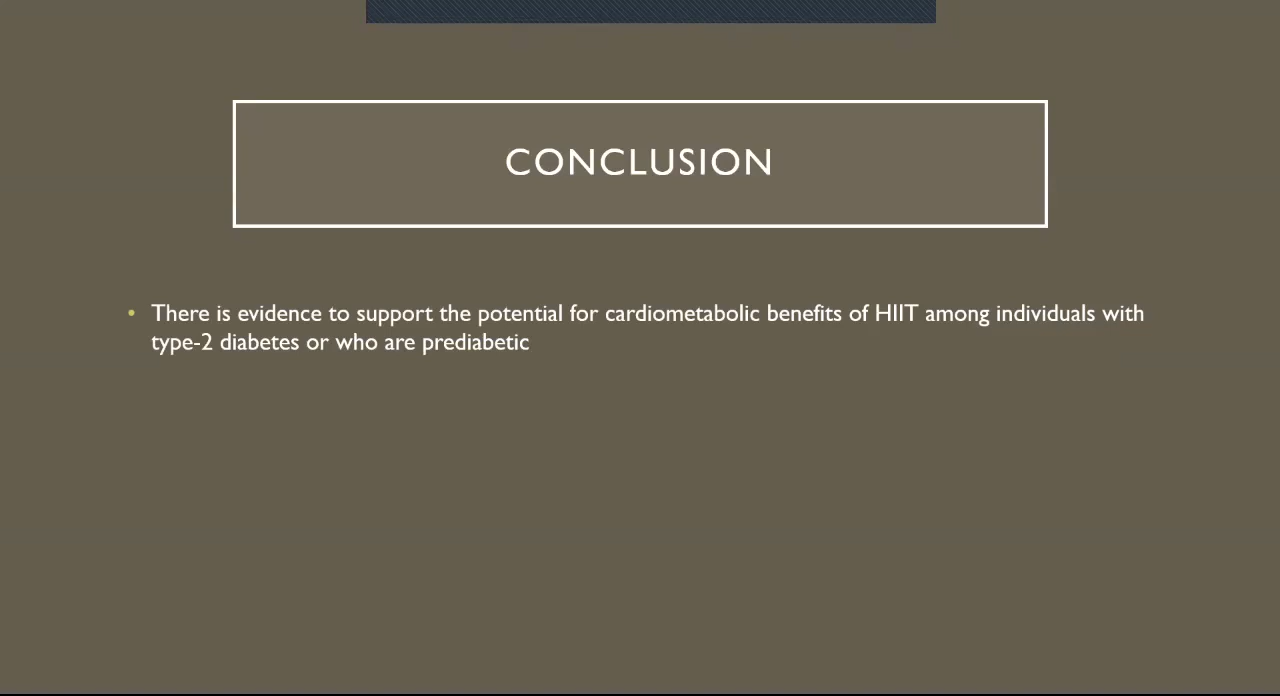 CONCLUSION
• There is evidence to support the potential for cardiometabolic benefits of HIIT among individuals with
type-2 diabetes or who are prediabetic